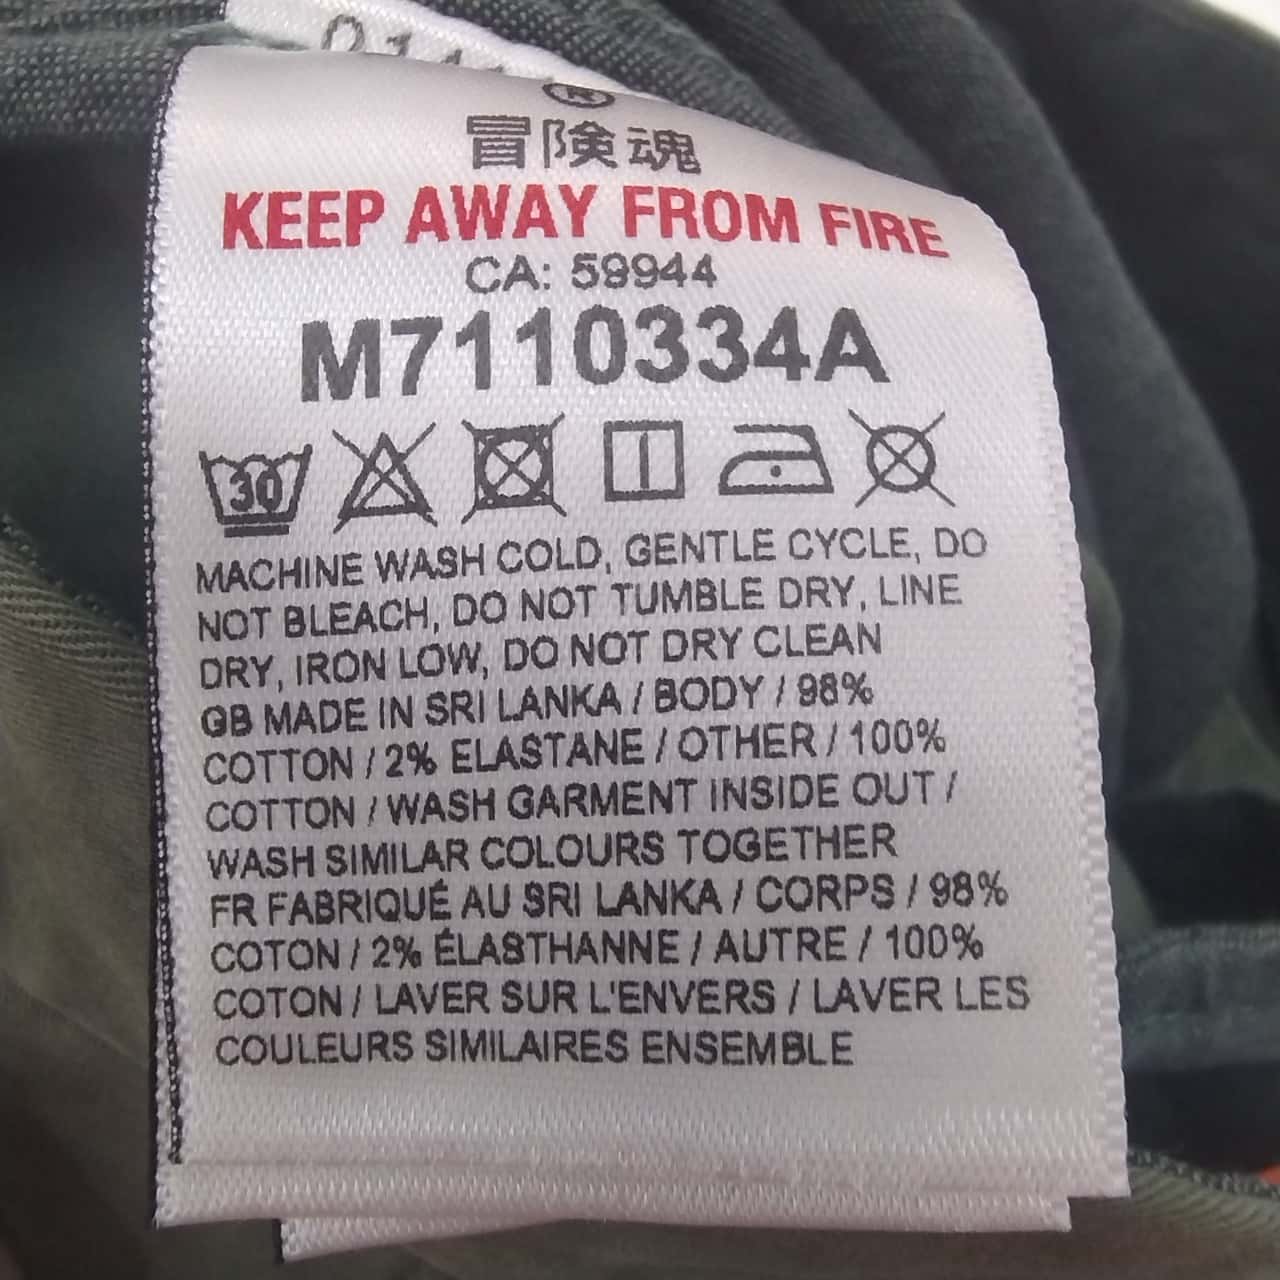 ®
冒険魂
KEEP AWAY FROM FIRE
CA: 59944
M7110334A
30
MACHINE WASH COLD, GENTLE CYCLE, DO
NOT BLEACH, DO NOT TUMBLE DRY, LINE
DRY, IRON LOW, DO NOT DRY CLEAN
GB MADE IN SRI LANKA / BODY / 98%
COTTON / 2% ELASTANE / OTHER / 100%
COTTON / WASH GARMENT INSIDE OUT /
WASH SIMILAR COLOURS TOGETHER
FR FABRIQUÉ AU SRI LANKA / CORPS / 98%
COTON / 2% ÉLASTHANNE / AUTRE / 100%
COTON / LAVER SUR L'ENVERS / LAVER LES
COULEURS SIMILAIRES ENSEMBLE